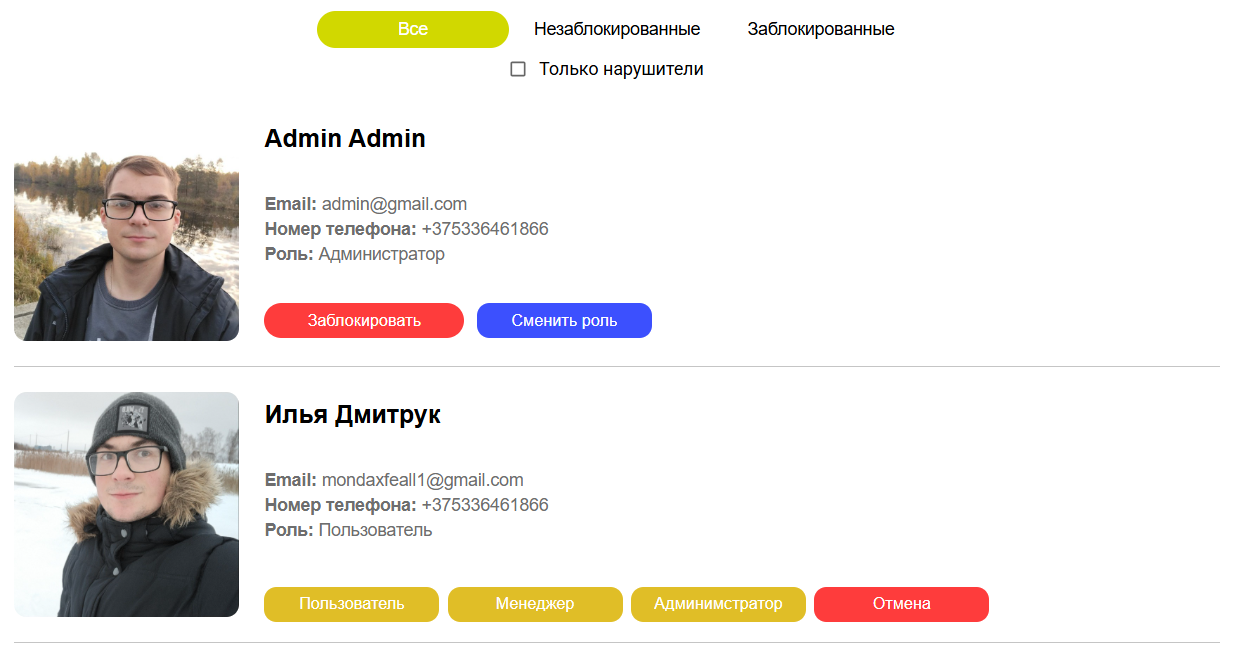 Все Незаблокированные Заблокированные
Только нарушители
Admin Admin
Email: admin@gmail.com
Номер телефона: +375336461866
Роль: Администратор
Заблокировать Сменить роль
Илья Дмитрук
Email: mondaxfeall1@gmail.com
Номер телефона: +375336461866
Роль: Пользователь
Пользователь Менеджер Админимстратор Отмена